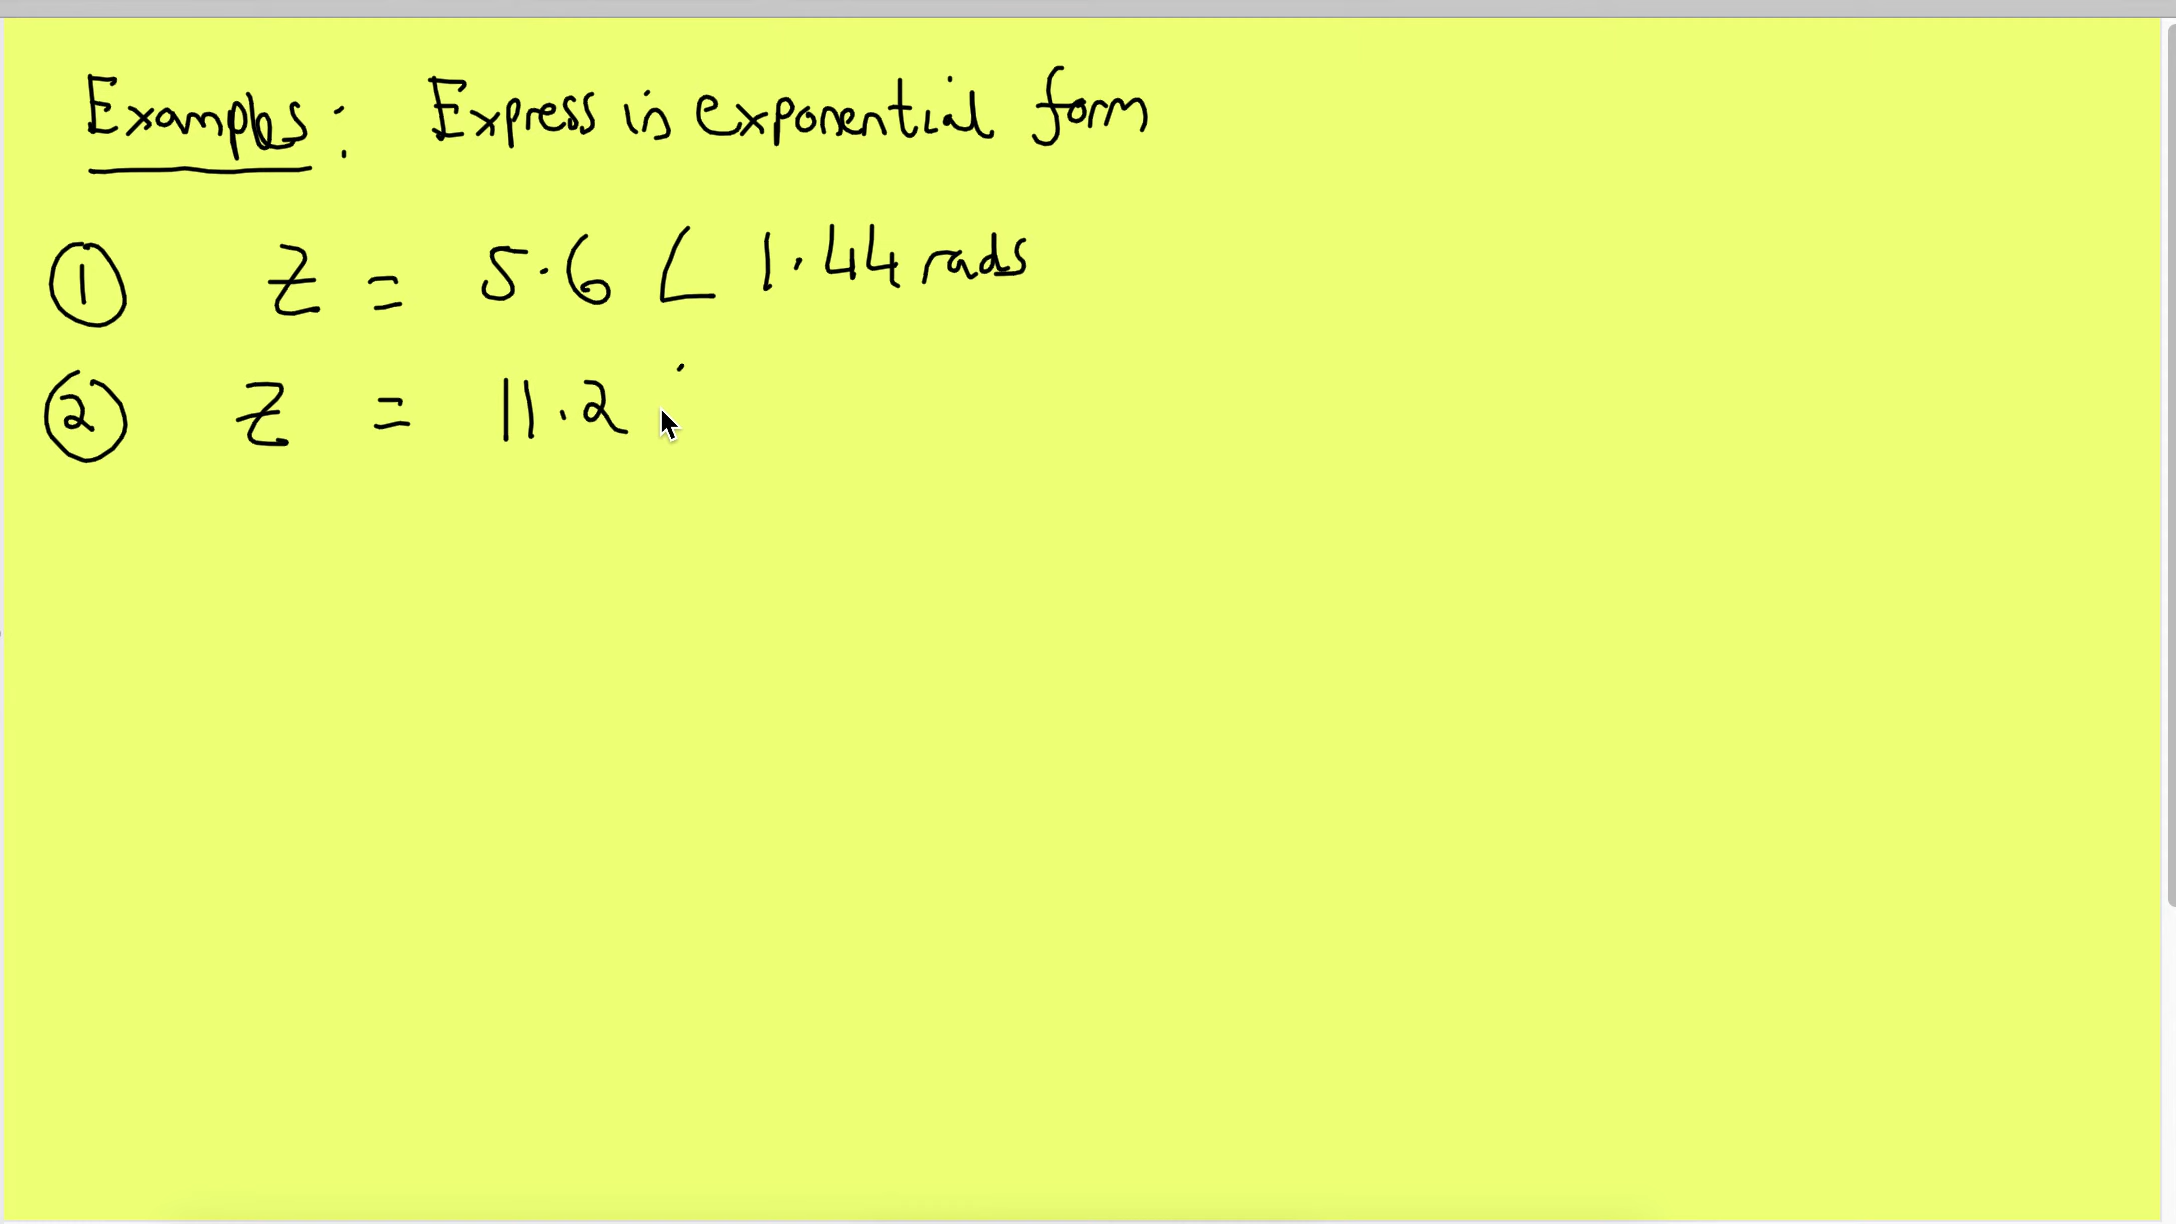 Examples: Express in exponential form
① Z = 5.6 ∠ 1.44 rads
② Z = 11.2